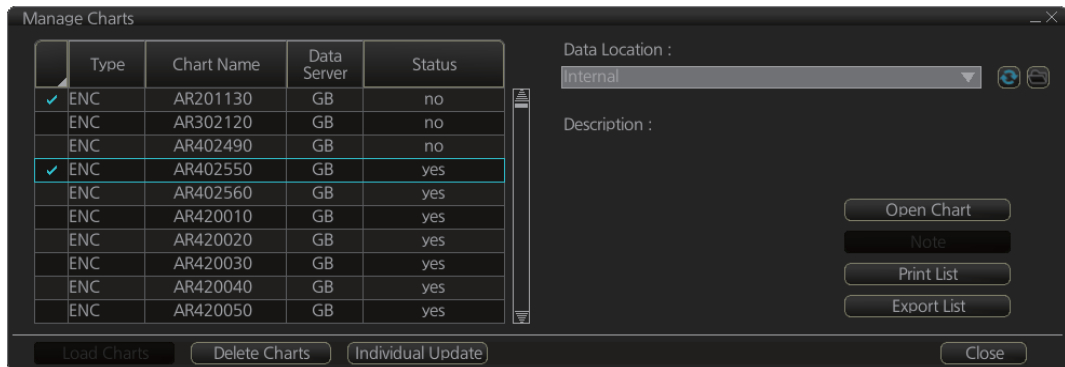 Manage Charts
Type Chart Name Data Server Status
ENC AR201130 GB no
ENC AR302120 GB no
ENC AR402490 GB no
ENC AR402550 GB yes
ENC AR402560 GB yes
ENC AR420010 GB yes
ENC AR420020 GB yes
ENC AR420030 GB yes
ENC AR420040 GB yes
ENC AR420050 GB yes
Data Location :
Internal
Description :
Open Chart
Note
Print List
Export List
Load Charts Delete Charts Individual Update Close